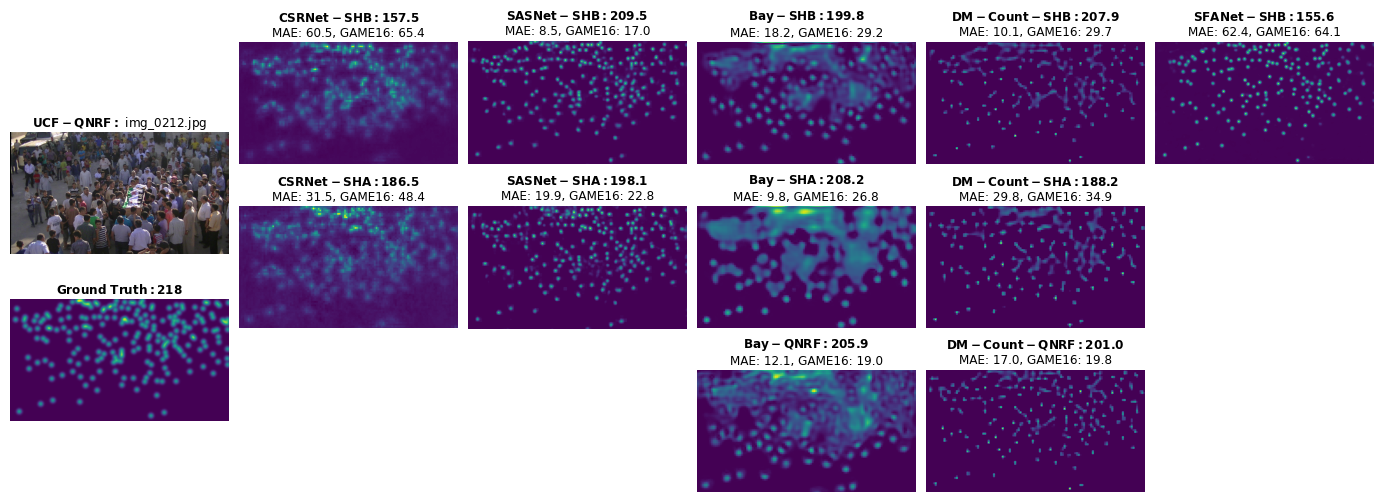 UCF-QNRF: img_0212.jpg
Ground Truth: 218
CSRNet-SHB: 157.5
MAE: 60.5, GAME16: 65.4
SASNet-SHB: 209.5
MAE: 8.5, GAME16: 17.0
Bay-SHB: 199.8
MAE: 18.2, GAME16: 29.2
DM-Count-SHB: 207.9
MAE: 10.1, GAME16: 29.7
SFANet-SHB: 155.6
MAE: 62.4, GAME16: 64.1
CSRNet-SHA: 186.5
MAE: 31.5, GAME16: 48.4
SASNet-SHA: 198.1
MAE: 19.9, GAME16: 22.8
Bay-SHA: 208.2
MAE: 9.8, GAME16: 26.8
DM-Count-SHA: 188.2
MAE: 29.8, GAME16: 34.9
Bay-QNRF: 205.9
MAE: 12.1, GAME16: 19.0
DM-Count-QNRF: 201.0
MAE: 17.0, GAME16: 19.8